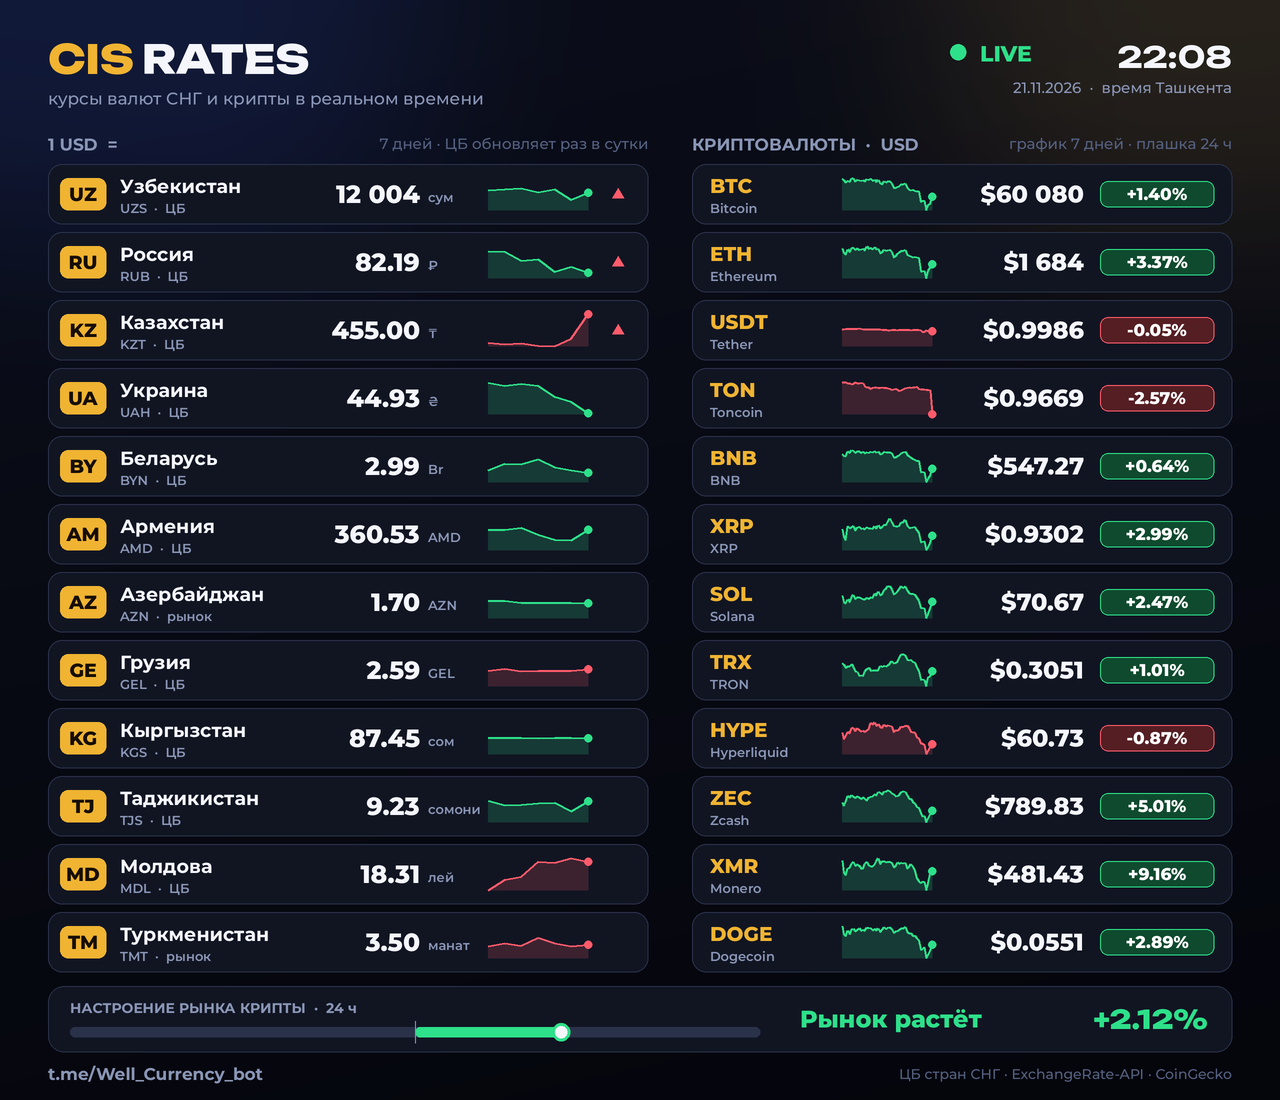 CIS RATES
курсы валют СНГ и крипты в реальном времени
LIVE 22:08
21.11.2026 · время Ташкента
1 USD =
7 дней · ЦБ обновляет раз в сутки
UZ Узбекистан 12 004 сум
UZS · ЦБ
RU Россия 82.19 ₽
RUB · ЦБ
KZ Казахстан 455.00 ₸
KZT · ЦБ
UA Украина 44.93 ₴
UAH · ЦБ
BY Беларусь 2.99 Br
BYN · ЦБ
AM Армения 360.53 AMD
AMD · ЦБ
AZ Азербайджан 1.70 AZN
AZN · рынок
GE Грузия 2.59 GEL
GEL · ЦБ
KG Кыргызстан 87.45 сом
KGS · ЦБ
TJ Таджикистан 9.23 сомони
TJS · ЦБ
MD Молдова 18.31 лей
MDL · ЦБ
TM Туркменистан 3.50 манат
TMT · рынок
КРИПТОВАЛЮТЫ · USD
график 7 дней · плашка 24 ч
BTC $60 080 +1.40%
Bitcoin
ETH $1 684 +3.37%
Ethereum
USDT $0.9986 -0.05%
Tether
TON $0.9669 -2.57%
Toncoin
BNB $547.27 +0.64%
BNB
XRP $0.9302 +2.99%
XRP
SOL $70.67 +2.47%
Solana
TRX $0.3051 +1.01%
TRON
HYPE $60.73 -0.87%
Hyperliquid
ZEC $789.83 +5.01%
Zcash
XMR $481.43 +9.16%
Monero
DOGE $0.0551 +2.89%
Dogecoin
НАСТРОЕНИЕ РЫНКА КРИПТЫ · 24 ч
Рынок растёт +2.12%
t.me/Well_Currency_bot
ЦБ стран СНГ · ExchangeRate-API · CoinGecko